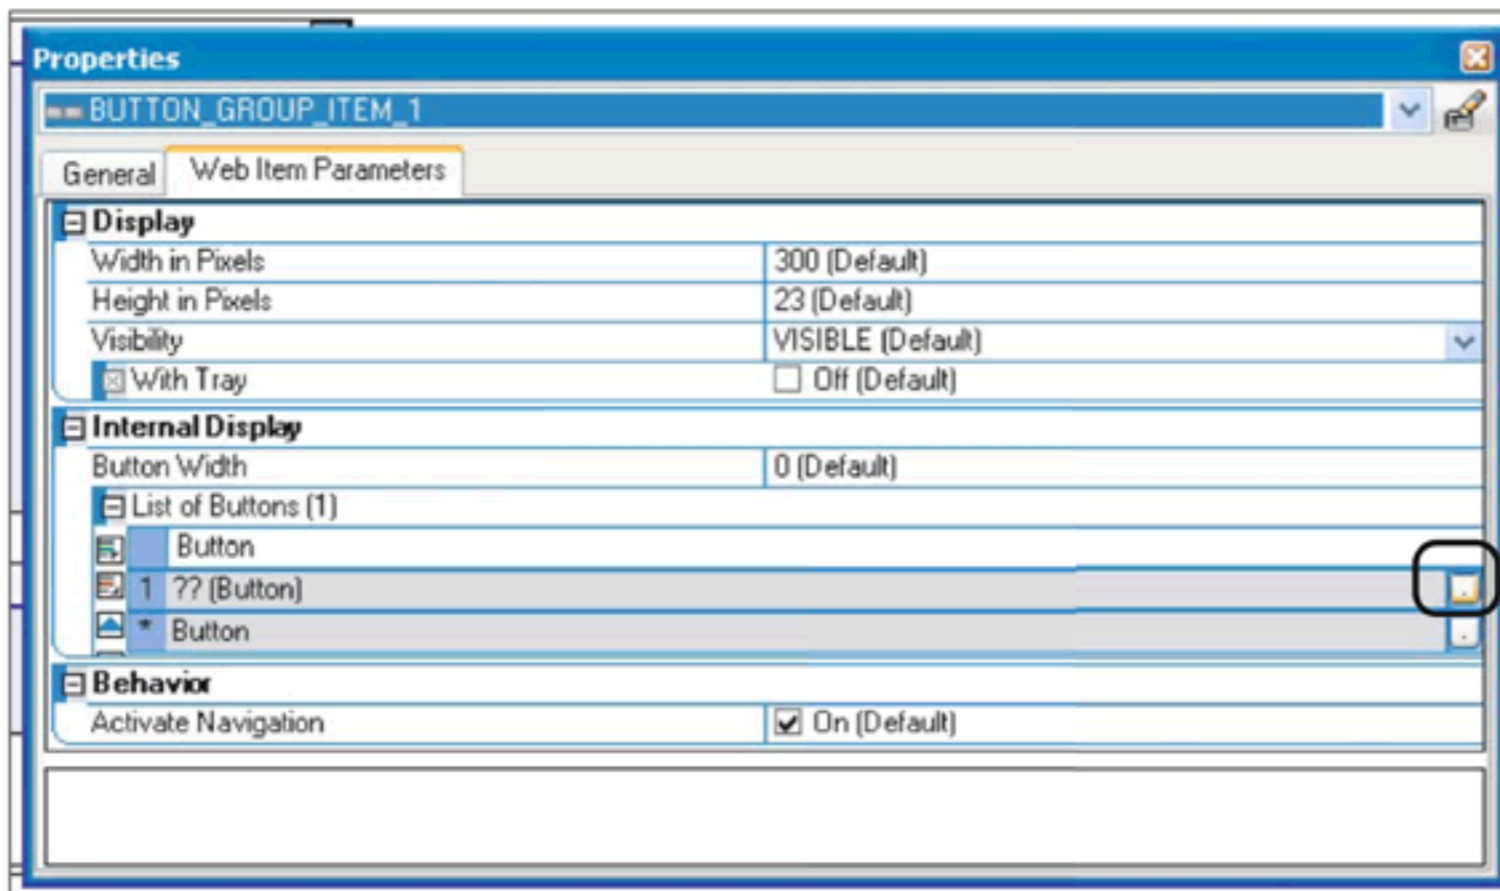 Properties
BUTTON_GROUP_ITEM_1
General Web Item Parameters
Display
Width in Pixels 300 (Default)
Height in Pixels 23 (Default)
Visibility VISIBLE (Default)
With Tray Off (Default)
Internal Display
Button Width 0 (Default)
List of Buttons (1)
Button
1 ?? (Button) .
* Button .
Behavior
Activate Navigation On (Default)